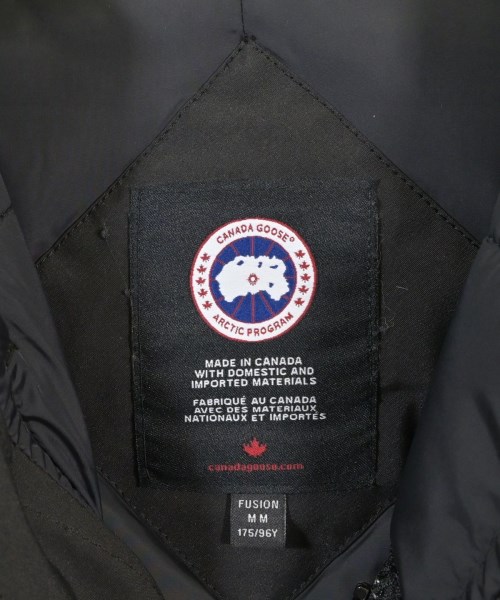 CANADA GOOSE®
ARCTIC PROGRAM
MADE IN CANADA
WITH DOMESTIC AND
IMPORTED MATERIALS
FABRIQUÉ AU CANADA
AVEC DES MATERIAUX
NATIONAUX ET IMPORTÉS
canadagoose.com
FUSION
M M
175/96Y